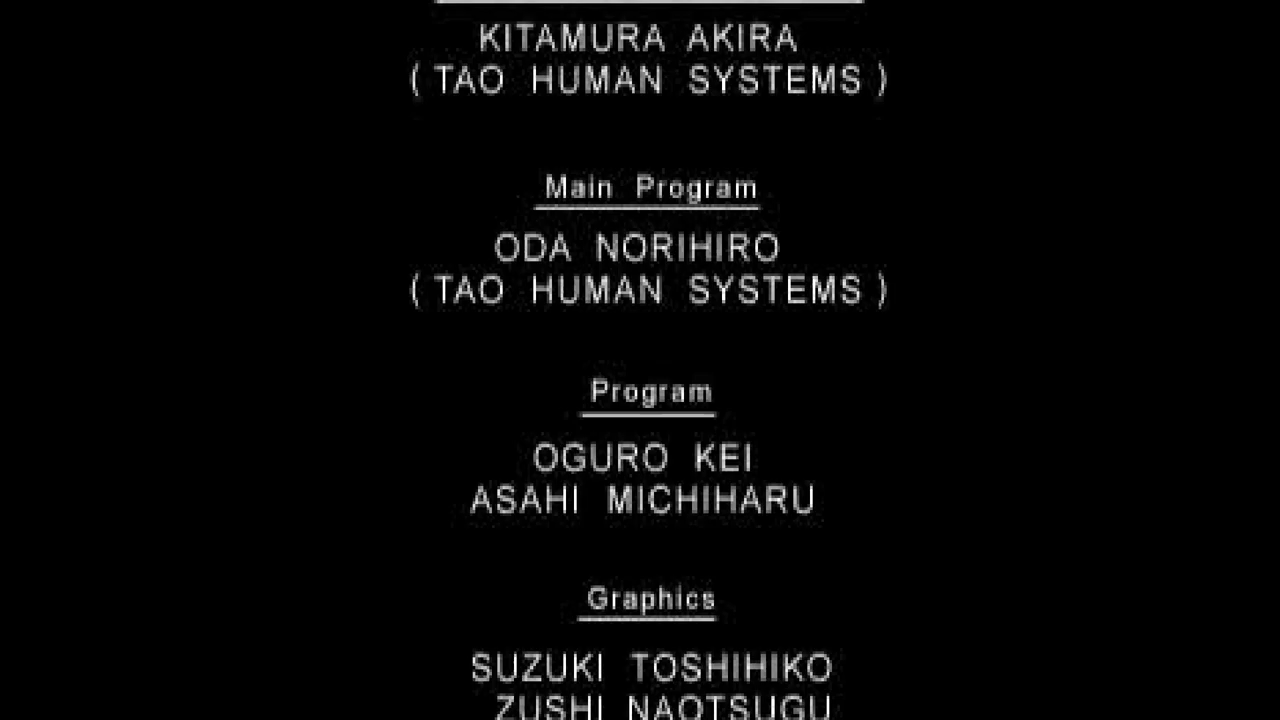 KITAMURA AKIRA
( TAO HUMAN SYSTEMS )
Main Program
ODA NORIHIRO
( TAO HUMAN SYSTEMS )
Program
OGURO KEI
ASAHI MICHIHARU
Graphics
SUZUKI TOSHIHIKO
ZUSHI NAOTSUGU